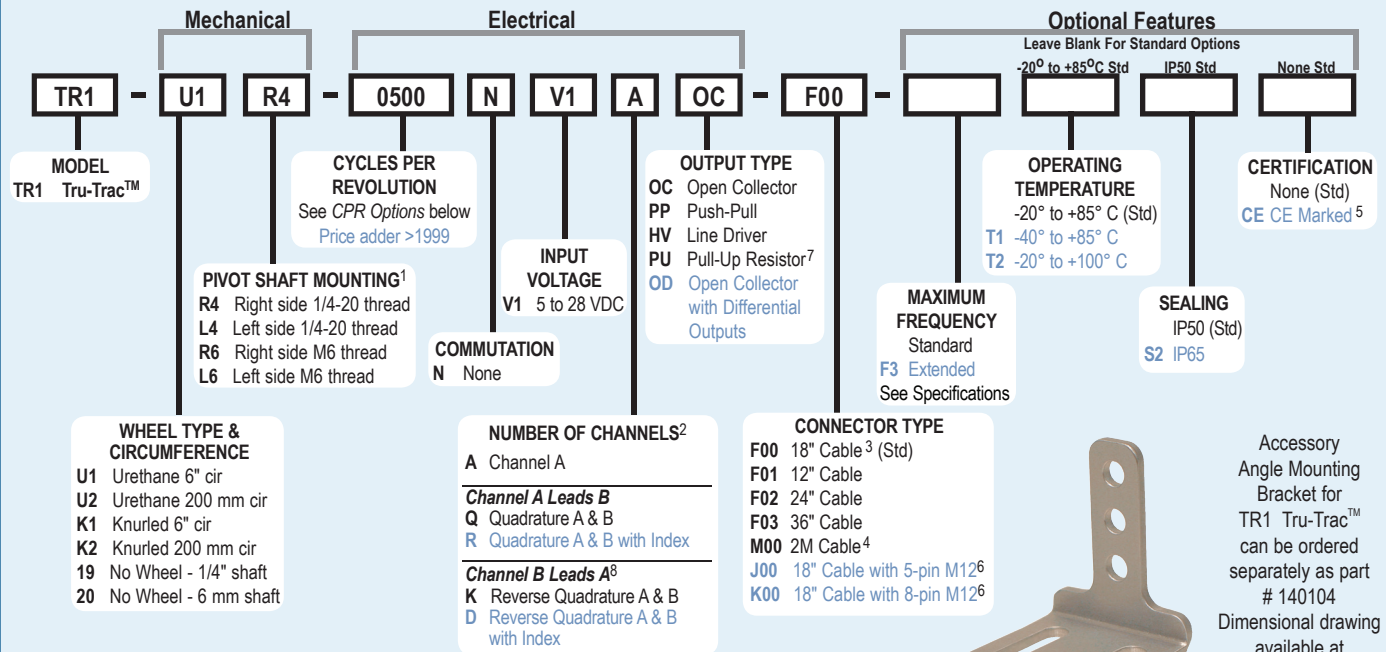 Mechanical
Electrical
Optional Features
Leave Blank For Standard Options
-20⁰ to +85⁰C Std
IP50 Std
None Std
TR1 - U1 R4 - 0500 N V1 A OC - F00 -
MODEL
TR1 Tru-Trac™
CYCLES PER
REVOLUTION
See CPR Options below
Price adder >1999
OUTPUT TYPE
OC Open Collector
PP Push-Pull
HV Line Driver
PU Pull-Up Resistor⁷
OD Open Collector
with Differential
Outputs
OPERATING
TEMPERATURE
-20° to +85° C (Std)
T1 -40° to +85° C
T2 -20° to +100° C
CERTIFICATION
None (Std)
CE CE Marked ⁵
INPUT
VOLTAGE
V1 5 to 28 VDC
PIVOT SHAFT MOUNTING¹
R4 Right side 1/4-20 thread
L4 Left side 1/4-20 thread
R6 Right side M6 thread
L6 Left side M6 thread
MAXIMUM
FREQUENCY
Standard
F3 Extended
See Specifications
SEALING
IP50 (Std)
S2 IP65
COMMUTATION
N None
WHEEL TYPE &
CIRCUMFERENCE
U1 Urethane 6" cir
U2 Urethane 200 mm cir
K1 Knurled 6" cir
K2 Knurled 200 mm cir
19 No Wheel - 1/4" shaft
20 No Wheel - 6 mm shaft
NUMBER OF CHANNELS²
A Channel A
Channel A Leads B
Q Quadrature A & B
R Quadrature A & B with Index
Channel B Leads A⁸
K Reverse Quadrature A & B
D Reverse Quadrature A & B
with Index
CONNECTOR TYPE
F00 18" Cable ³ (Std)
F01 12" Cable
F02 24" Cable
F03 36" Cable
M00 2M Cable⁴
J00 18" Cable with 5-pin M12⁶
K00 18" Cable with 8-pin M12⁶
Accessory
Angle Mounting
Bracket for
TR1 Tru-Trac™
can be ordered
separately as part
# 140104
Dimensional drawing
available at